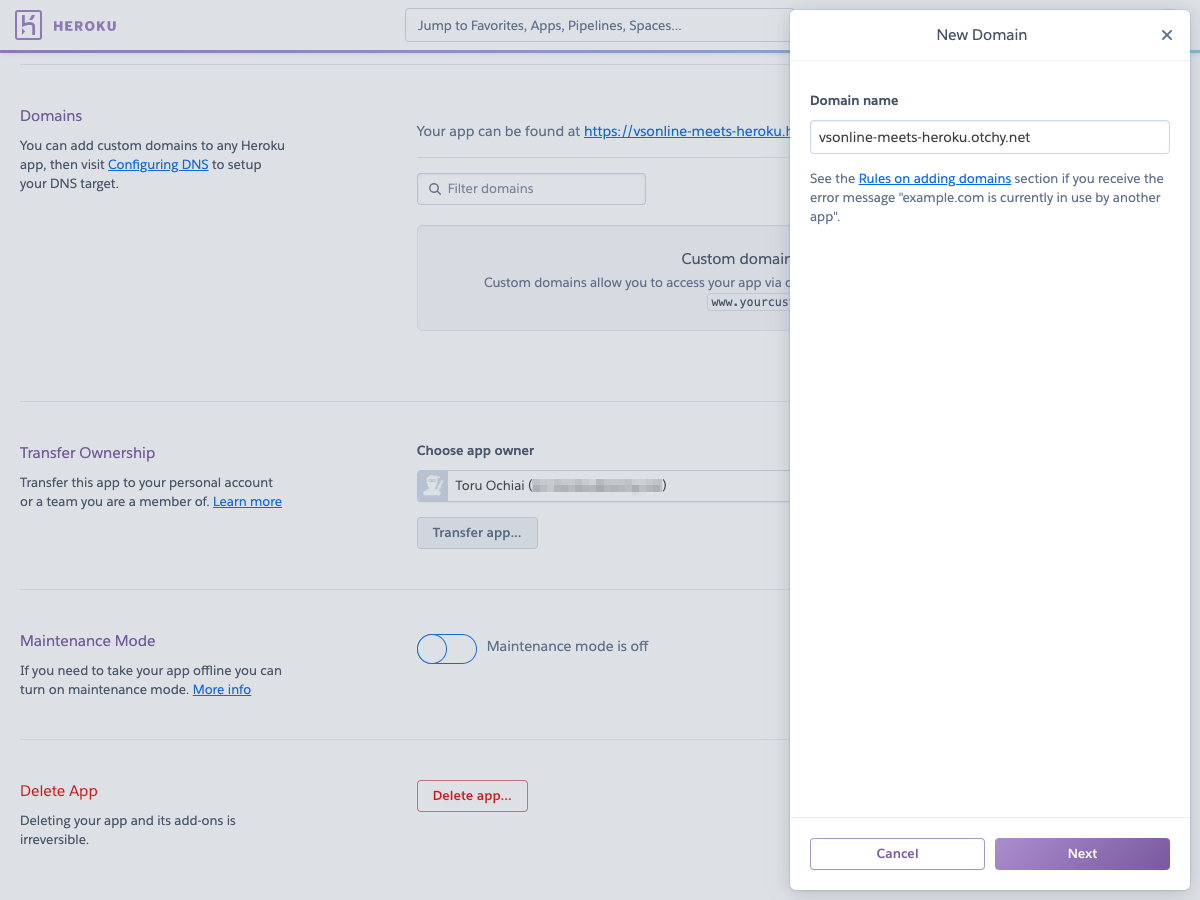 HEROKU
Jump to Favorites, Apps, Pipelines, Spaces...
Domains
You can add custom domains to any Heroku
app, then visit Configuring DNS to setup
your DNS target.
Your app can be found at https://vsonline-meets-heroku.h
Filter domains
Custom domain
Custom domains allow you to access your app via
www.yourcus
Transfer Ownership
Transfer this app to your personal account
or a team you are a member of. Learn more
Choose app owner
Toru Ochiai (
)
Transfer app...
Maintenance Mode
If you need to take your app offline you can
turn on maintenance mode. More info
Maintenance mode is off
Delete App
Deleting your app and its add-ons is
irreversible.
Delete app...
New Domain
Domain name
vsonline-meets-heroku.otchy.net
See the Rules on adding domains section if you receive the
error message "example.com is currently in use by another
app".
Cancel
Next